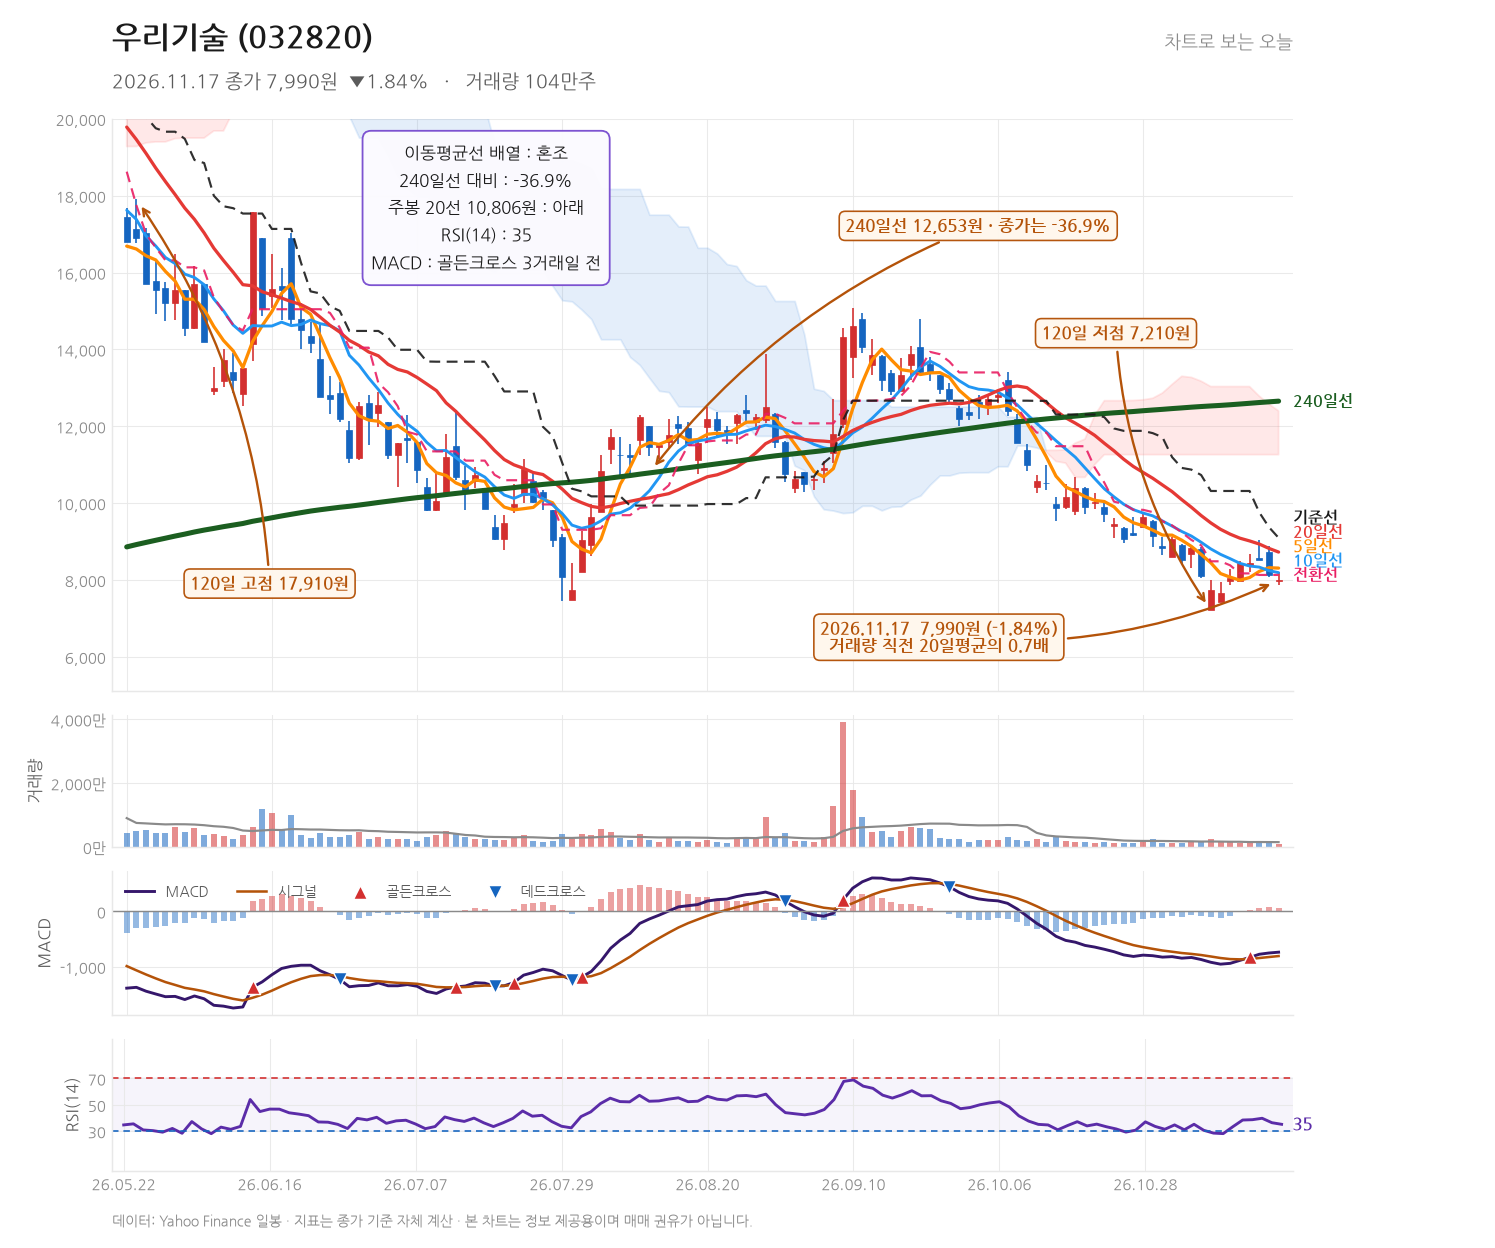 우리기술 (032820)
차트로 보는 오늘
2026.11.17 종가 7,990원 ▼1.84% · 거래량 104만주
20,000
18,000
16,000
14,000
12,000
10,000
8,000
6,000
이동평균선 배열 : 혼조
240일선 대비 : -36.9%
주봉 20선 10,806원 : 아래
RSI(14) : 35
MACD : 골든크로스 3거래일 전
240일선 12,653원 · 종가는 -36.9%
120일 저점 7,210원
120일 고점 17,910원
2026.11.17 7,990원 (-1.84%)
거래량 직전 20일평균의 0.7배
240일선
기준선
20일선
5일선
10일선
전환선
거래량
4,000만
2,000만
0만
MACD
MACD
시그널
골든크로스
데드크로스
0
-1,000
RSI(14)
70
50
30
35
26.05.22
26.06.16
26.07.07
26.07.29
26.08.20
26.09.10
26.10.06
26.10.28
데이터: Yahoo Finance 일봉 · 지표는 종가 기준 자체 계산 · 본 차트는 정보 제공용이며 매매 권유가 아닙니다.